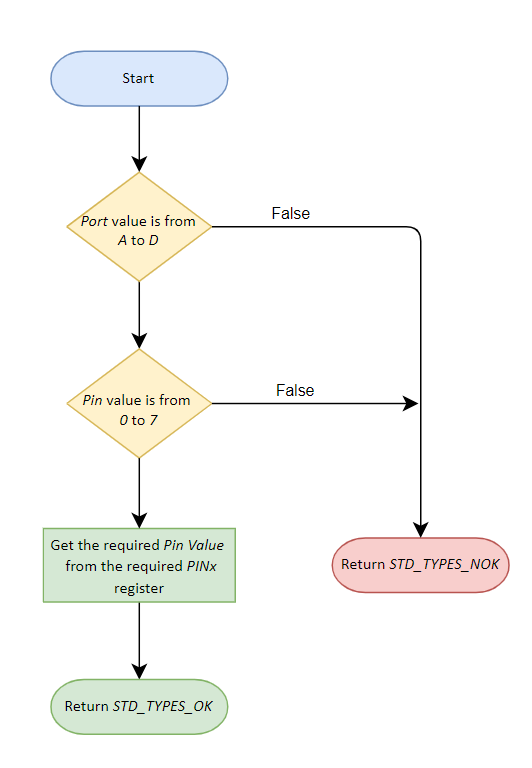 Start
Port value is from
A to D
False
Pin value is from
0 to 7
False
Get the required Pin Value
from the required PINx
register
Return STD_TYPES_NOK
Return STD_TYPES_OK